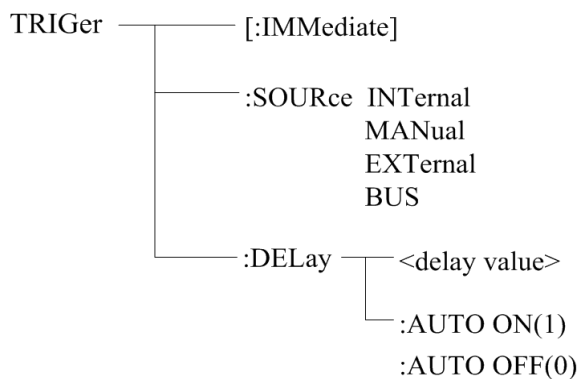 TRIGer [:IMMediate]
:SOURce INTernal
MANual
EXTernal
BUS
:DELay <delay value>
:AUTO ON(1)
:AUTO OFF(0)